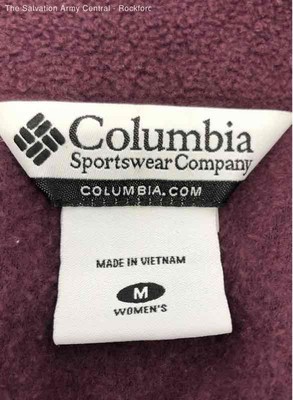 The Salvation Army Central - Rockford
Columbia
Sportswear Company
COLUMBIA.COM
MADE IN VIETNAM
M
WOMEN'S